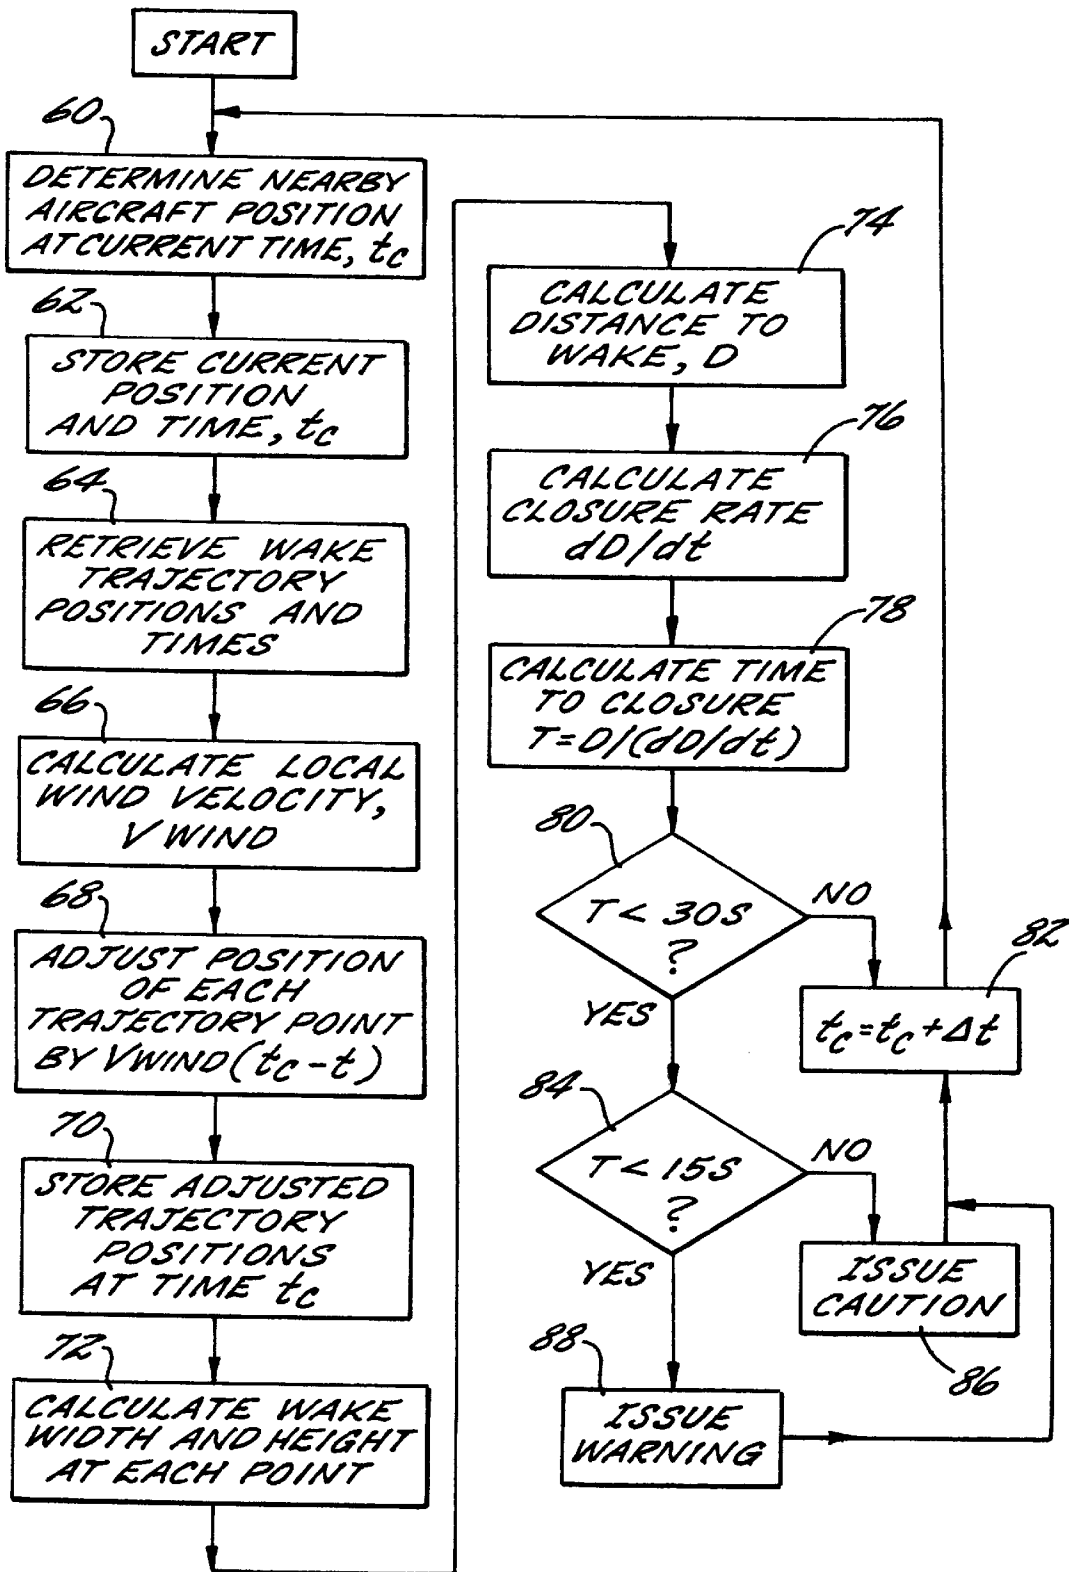 START
60
DETERMINE NEARBY
AIRCRAFT POSITION
AT CURRENT TIME, tc
62
STORE CURRENT
POSITION
AND TIME, tc
64
RETRIEVE WAKE
TRAJECTORY
POSITIONS AND
TIMES
66
CALCULATE LOCAL
WIND VELOCITY,
V WIND
68
ADJUST POSITION
OF EACH
TRAJECTORY POINT
BY VWIND(tc - t)
70
STORE ADJUSTED
TRAJECTORY
POSITIONS
AT TIME tc
72
CALCULATE WAKE
WIDTH AND HEIGHT
AT EACH POINT
74
CALCULATE
DISTANCE TO
WAKE, D
76
CALCULATE
CLOSURE RATE
dD/dt
78
CALCULATE TIME
TO CLOSURE
T=D/(dD/dt)
80
T < 30S
?
NO
YES
82
tc=tc+Δt
84
T < 15S
?
NO
YES
ISSUE
CAUTION
86
88
ISSUE
WARNING